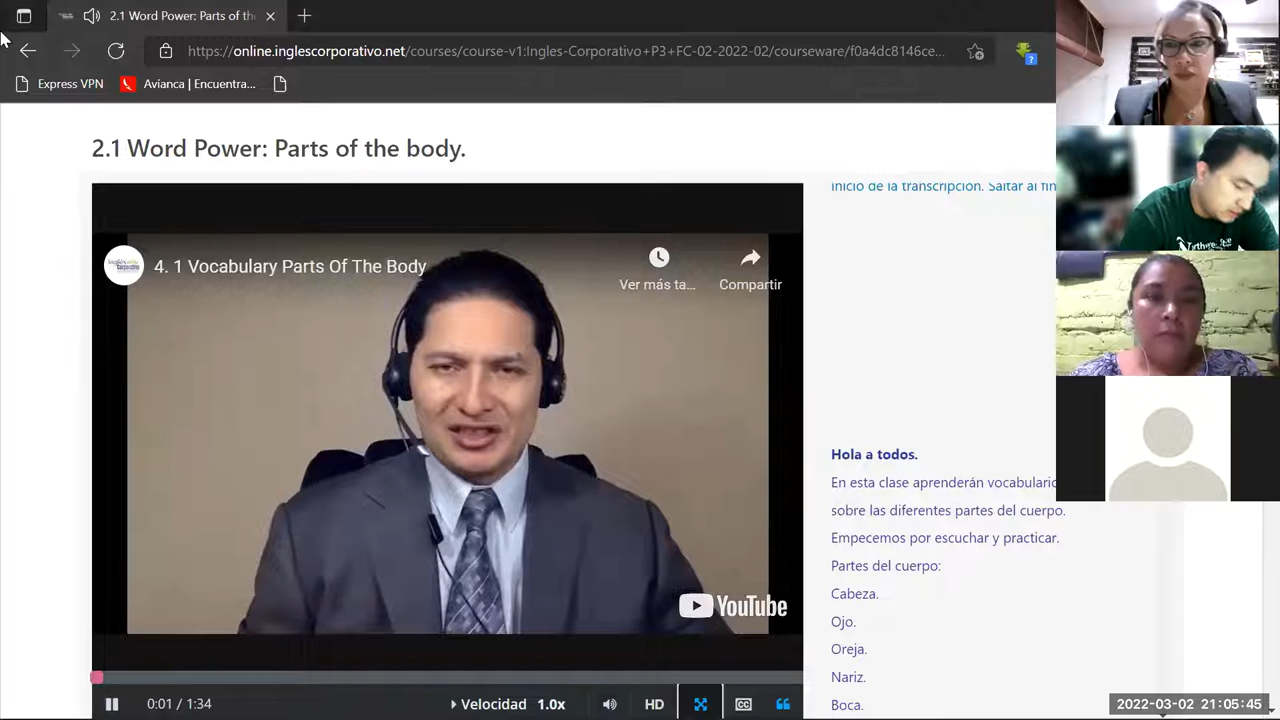 2.1 Word Power: Parts of th
https://online.inglescorporativo.net/courses/course
orporativo+P3+FC-02-2022-02/courseware/f0adfc8146ce...
Express VPN
Avianca | Encuentra...
2.1 Word Power: Parts of the body.
Inicio de la transcripción. Saltar al fin
4. 1 Vocabulary Parts Of The Body
Ver más ta...
Compartir
YouTube
Hola a todos.
En esta clase aprenderán vocabulario
sobre las diferentes partes del cuerpo.
Empecemos por escuchar y practicar.
Partes del cuerpo:
Cabeza.
Ojo.
Oreja.
Nariz.
Boca.
0:01 / 1:34
Velocidad 1.0x
HD
2022-03-02 21:05:45